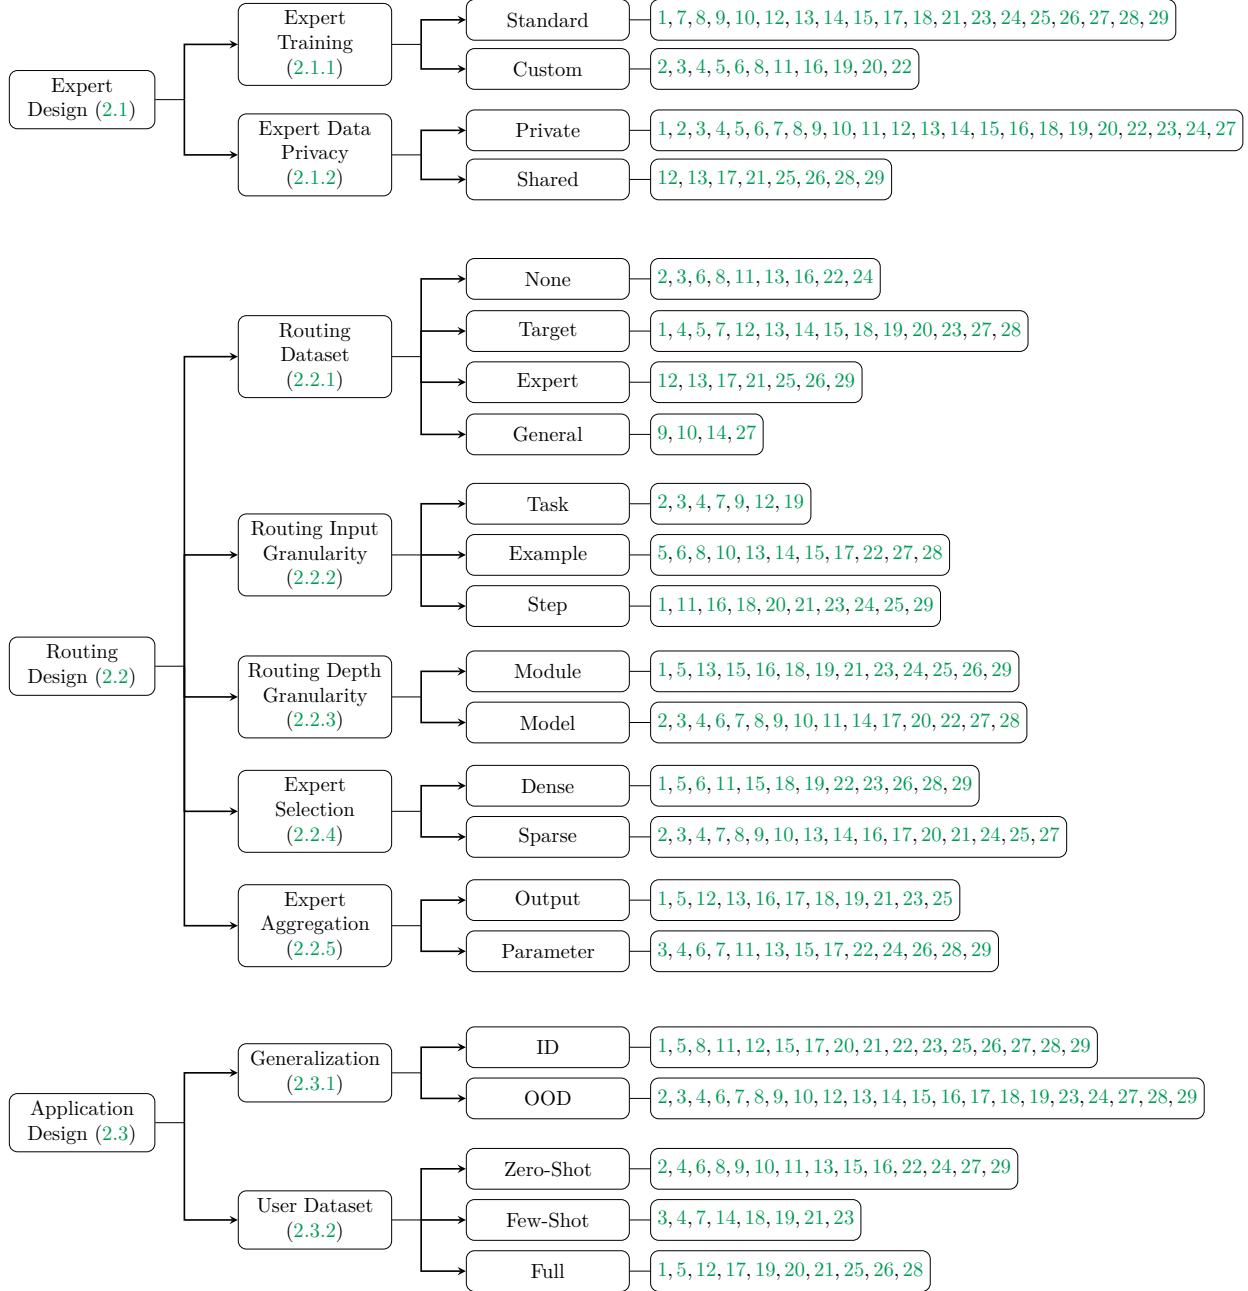 Expert
Training
(2.1.1)
Standard
1, 7, 8, 9, 10, 12, 13, 14, 15, 17, 18, 21, 23, 24, 25, 26, 27, 28, 29
Custom
2, 3, 4, 5, 6, 8, 11, 16, 19, 20, 22
Expert
Design (2.1)
Expert Data
Privacy
(2.1.2)
Private
1, 2, 3, 4, 5, 6, 7, 8, 9, 10, 11, 12, 13, 14, 15, 16, 18, 19, 20, 22, 23, 24, 27
Shared
12, 13, 17, 21, 25, 26, 28, 29
Routing
Dataset
(2.2.1)
None
2, 3, 6, 8, 11, 13, 16, 22, 24
Target
1, 4, 5, 7, 12, 13, 14, 15, 18, 19, 20, 23, 27, 28
Expert
12, 13, 17, 21, 25, 26, 29
General
9, 10, 14, 27
Routing Input
Granularity
(2.2.2)
Task
2, 3, 4, 7, 9, 12, 19
Example
5, 6, 8, 10, 13, 14, 15, 17, 22, 27, 28
Step
1, 11, 16, 18, 20, 21, 23, 24, 25, 29
Routing
Design (2.2)
Routing Depth
Granularity
(2.2.3)
Module
1, 5, 13, 15, 16, 18, 19, 21, 23, 24, 25, 26, 29
Model
2, 3, 4, 6, 7, 8, 9, 10, 11, 14, 17, 20, 22, 27, 28
Expert
Selection
(2.2.4)
Dense
1, 5, 6, 11, 15, 18, 19, 22, 23, 26, 28, 29
Sparse
2, 3, 4, 7, 8, 9, 10, 13, 14, 16, 17, 20, 21, 24, 25, 27
Expert
Aggregation
(2.2.5)
Output
1, 5, 12, 13, 16, 17, 18, 19, 21, 23, 25
Parameter
3, 4, 6, 7, 11, 13, 15, 17, 22, 24, 26, 28, 29
Generalization
(2.3.1)
ID
1, 5, 8, 11, 12, 15, 17, 20, 21, 22, 23, 25, 26, 27, 28, 29
OOD
2, 3, 4, 6, 7, 8, 9, 10, 12, 13, 14, 15, 16, 17, 18, 19, 23, 24, 27, 28, 29
Application
Design (2.3)
User Dataset
(2.3.2)
Zero-Shot
2, 4, 6, 8, 9, 10, 11, 13, 15, 16, 22, 24, 27, 29
Few-Shot
3, 4, 7, 14, 18, 19, 21, 23
Full
1, 5, 12, 17, 19, 20, 21, 25, 26, 28